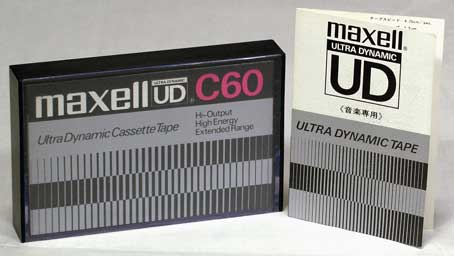 maxell ULTRA DYNAMIC UD C60
Ultra Dynamic Cassette Tape
Hi-Output
High Energy
Extended Range
maxell
ULTRA DYNAMIC
UD
〈音楽専用〉
ULTRA DYNAMIC TAPE